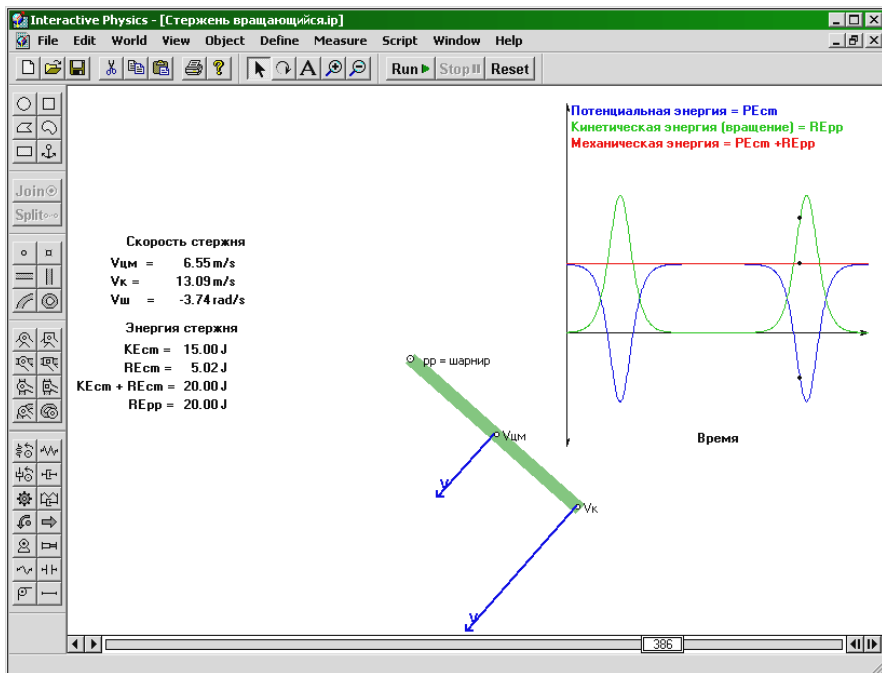 Interactive Physics - [Стержень вращающийся.ip]
File Edit World View Object Define Measure Script Window Help
Run Stop Reset
Join
Split
Потенциальная энергия = PEcm
Кинетическая энергия (вращение) = REpp
Механическая энергия = PEcm +REpp
Скорость стержня
Vцм = 6.55 m/s
Vк = 13.09 m/s
Vш -3.74 rad/s
Энергия стержня
KEcm = 15.00 J
REcm = 5.02 J
KEcm + REcm = 20.00 J
REpp = 20.00 J
pp = шарнир
Vцм
V
Vк
V
Время
386